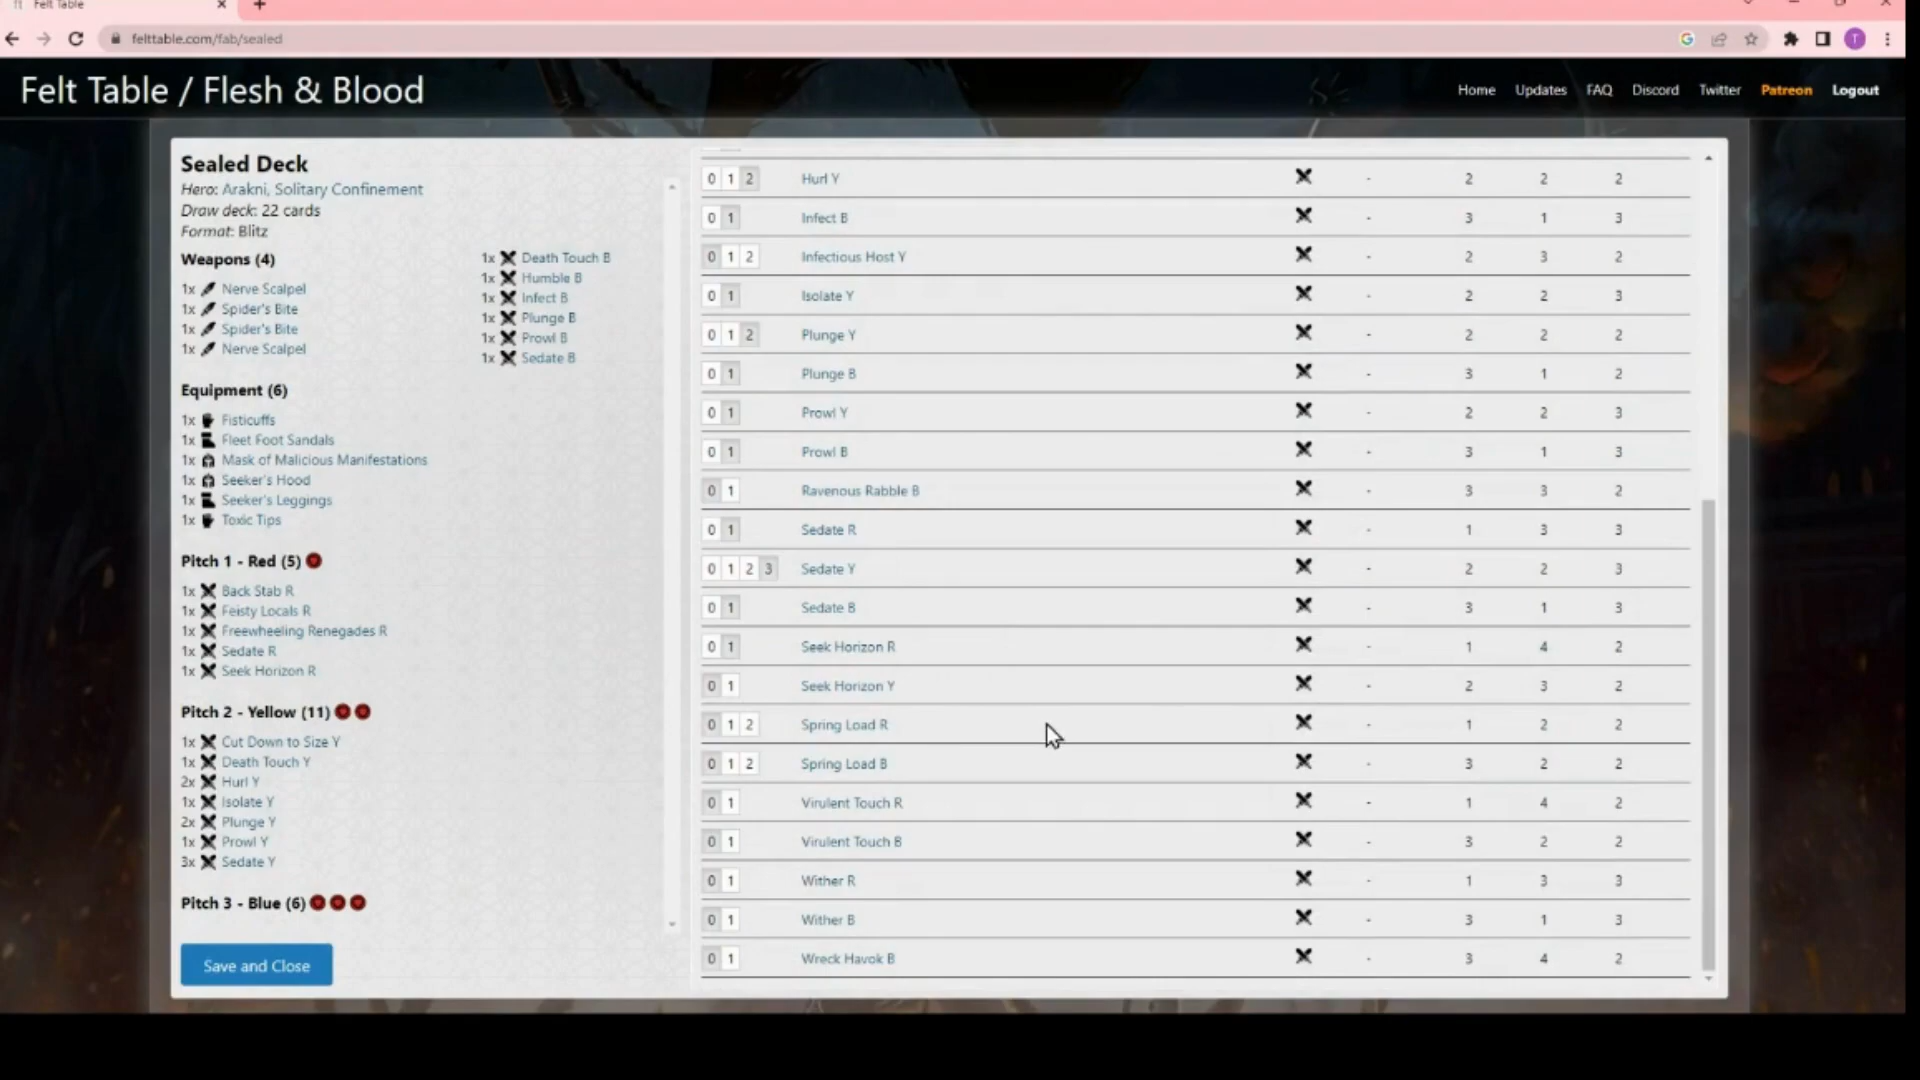 Felt Table
felttable.com/fab/sealed
T
Felt Table / Flesh & Blood
Home Updates FAQ Discord Twitter Patreon Logout
Sealed Deck
Hero: Arakni, Solitary Confinement
Draw deck: 22 cards
Format: Blitz
Weapons (4)
1x Nerve Scalpel
1x Spider's Bite
1x Spider's Bite
1x Nerve Scalpel
Equipment (6)
1x Fisticuffs
1x Fleet Foot Sandals
1x Mask of Malicious Manifestations
1x Seeker's Hood
1x Seeker's Leggings
1x Toxic Tips
Pitch 1 - Red (5)
1x Back Stab R
1x Feisty Locals R
1x Freewheeling Renegades R
1x Sedate R
1x Seek Horizon R
Pitch 2 - Yellow (11)
1x Cut Down to Size Y
1x Death Touch Y
2x Hurl Y
1x Isolate Y
2x Plunge Y
1x Prowl Y
3x Sedate Y
Pitch 3 - Blue (6)
1x Death Touch B
1x Humble B
1x Infect B
1x Plunge B
1x Prowl B
1x Sedate B
Save and Close
0 1 2 Hurl Y - 2 2 2
0 1 Infect B - 3 1 3
0 1 2 Infectious Host Y - 2 3 2
0 1 Isolate Y - 2 2 3
0 1 2 Plunge Y - 2 2 2
0 1 Plunge B - 3 1 2
0 1 Prowl Y - 2 2 3
0 1 Prowl B - 3 1 3
0 1 Ravenous Rabble B - 3 3 2
0 1 Sedate R - 1 3 3
0 1 2 3 Sedate Y - 2 2 3
0 1 Sedate B - 3 1 3
0 1 Seek Horizon R - 1 4 2
0 1 Seek Horizon Y - 2 3 2
0 1 2 Spring Load R - 1 2 2
0 1 2 Spring Load B - 3 2 2
0 1 Virulent Touch R - 1 4 2
0 1 Virulent Touch B - 3 2 2
0 1 Wither R - 1 3 3
0 1 Wither B - 3 1 3
0 1 Wreck Havok B - 3 4 2